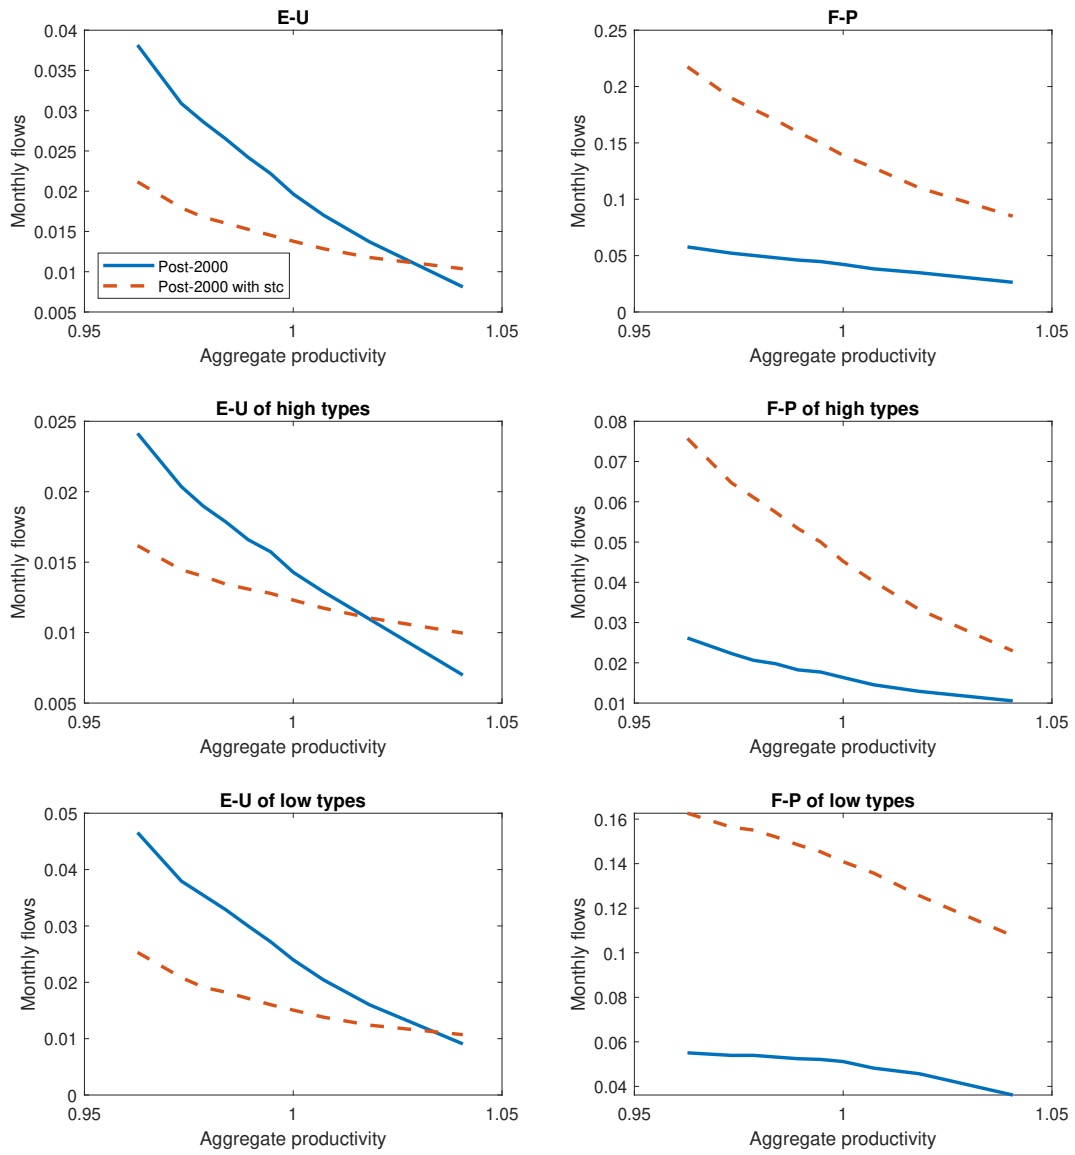 E-U
Monthly flows
0.04
0.035
0.03
0.025
0.02
0.015
0.01
0.005
Post-2000
Post-2000 with stc
0.95
1
1.05
Aggregate productivity
F-P
Monthly flows
0.25
0.2
0.15
0.1
0.05
0
0.95
1
1.05
Aggregate productivity
E-U of high types
Monthly flows
0.025
0.02
0.015
0.01
0.005
0.95
1
1.05
Aggregate productivity
F-P of high types
Monthly flows
0.08
0.07
0.06
0.05
0.04
0.03
0.02
0.01
0.95
1
1.05
Aggregate productivity
E-U of low types
Monthly flows
0.05
0.04
0.03
0.02
0.01
0
0.95
1
1.05
Aggregate productivity
F-P of low types
Monthly flows
0.16
0.14
0.12
0.1
0.08
0.06
0.04
0.95
1
1.05
Aggregate productivity